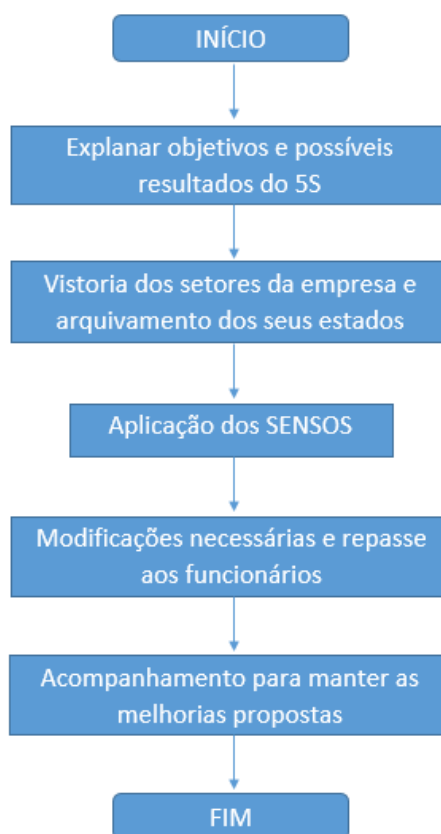 INÍCIO
Explanar objetivos e possíveis
resultados do 5S
Vistoria dos setores da empresa e
arquivamento dos seus estados
Aplicação dos SENSOS
Modificações necessárias e repasse
aos funcionários
Acompanhamento para manter as
melhorias propostas
FIM